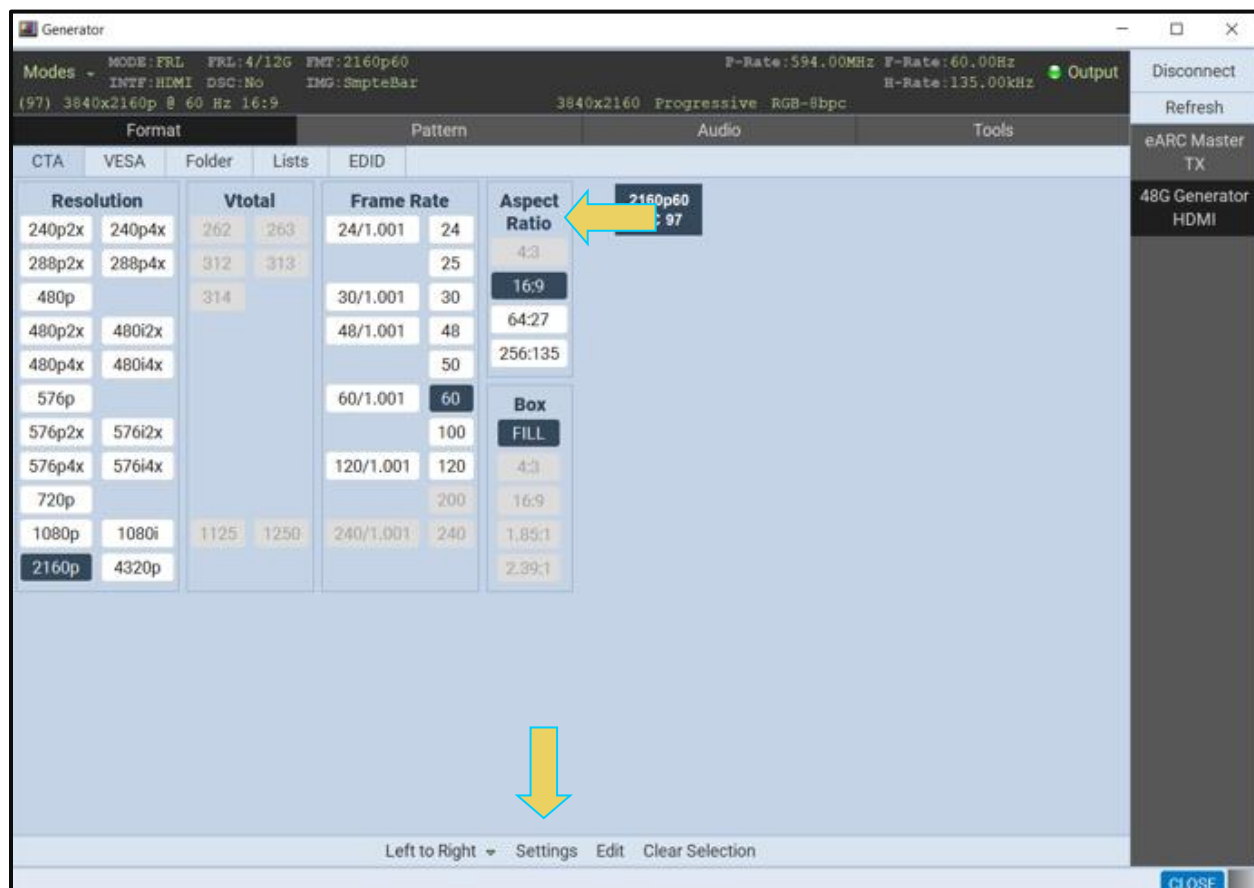 Generator
Modes MODE:FRL FRL:4/12G FMT:2160p60 P-Rate:594.00MHz F-Rate:60.00Hz Output
INTF:HDMI DSC:No IMG:SmpteBar H-Rate:135.00kHz
(97) 3840x2160p @ 60 Hz 16:9 3840x2160 Progressive RGB-8bpc
Disconnect
Refresh
eARC Master
TX
48G Generator
HDMI
Format Pattern Audio Tools
CTA VESA Folder Lists EDID
Resolution
240p2x 240p4x
288p2x 288p4x
480p
480p2x 480i2x
480p4x 480i4x
576p
576p2x 576i2x
576p4x 576i4x
720p
1080p 1080i
2160p 4320p
Vtotal
262 263
312 313
314
1125 1250
Frame Rate
24/1.001 24
25
30/1.001 30
48/1.001 48
50
60/1.001 60
100
120/1.001 120
200
240/1.001 240
Aspect
Ratio
4:3
16:9
64:27
256:135
Box
FILL
4:3
16:9
1.85:1
2.39:1
2160p60
97
Left to Right Settings Edit Clear Selection
CLOSE